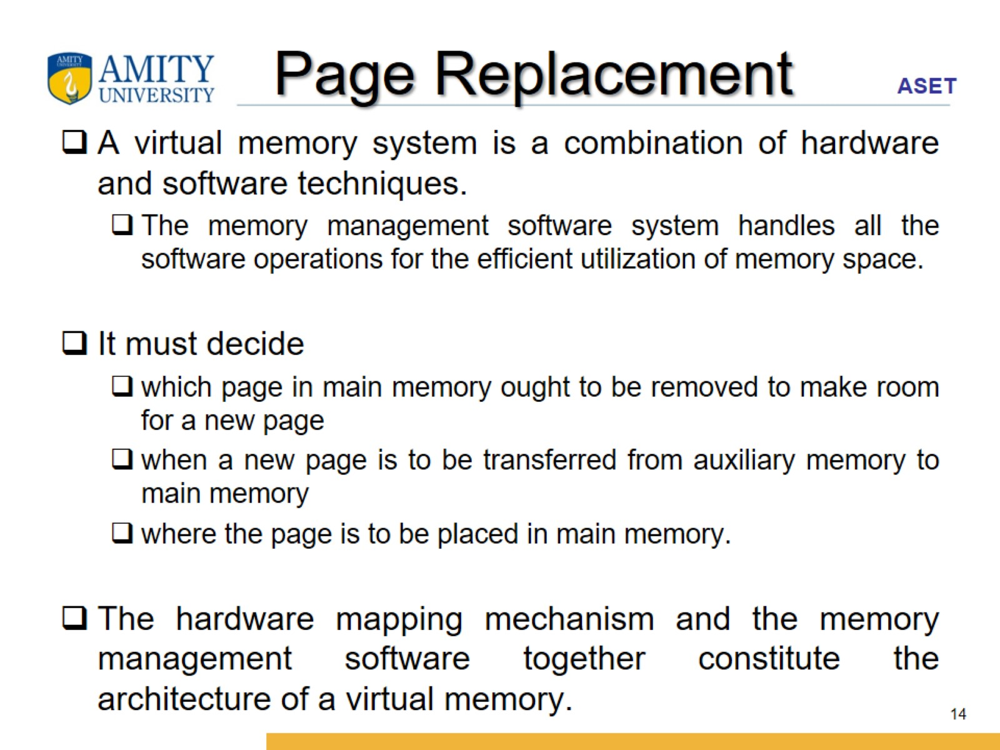 AMITY
UNIVERSITY
AMITY
UNIVERSITY
Page Replacement
ASET
❑ A virtual memory system is a combination of hardware
and software techniques.
❑ The memory management software system handles all the
software operations for the efficient utilization of memory space.
❑ It must decide
❑ which page in main memory ought to be removed to make room
for a new page
❑ when a new page is to be transferred from auxiliary memory to
main memory
❑ where the page is to be placed in main memory.
❑ The hardware mapping mechanism and the memory
management software together constitute the
architecture of a virtual memory.
14